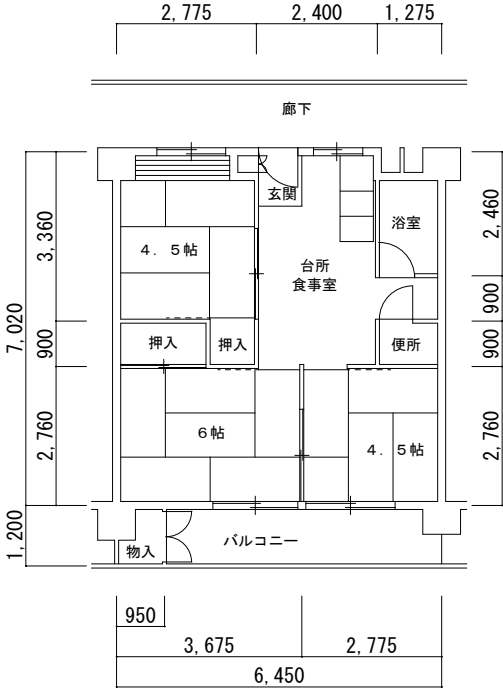 2,775
2,400
1,275
廊下
玄関
浴室
4.5帖
台所
食事室
押入
押入
便所
6帖
4.5帖
物入
バルコニー
3,360
900
2,760
7,020
1,200
2,460
900
900
2,760
950
3,675
2,775
6,450